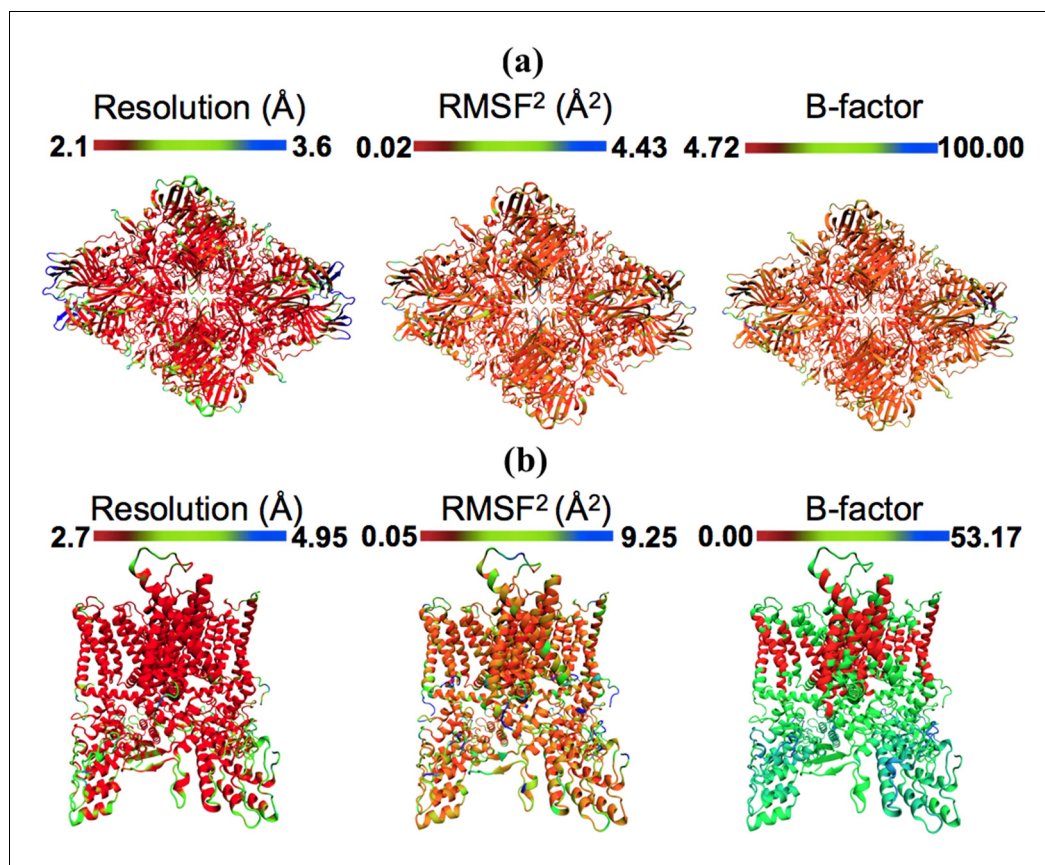 (a)
Resolution (Å) RMSF² (Å²) B-factor
2.1 3.6 0.02 4.43 4.72 100.00
(b)
Resolution (Å) RMSF² (Å²) B-factor
2.7 4.95 0.05 9.25 0.00 53.17